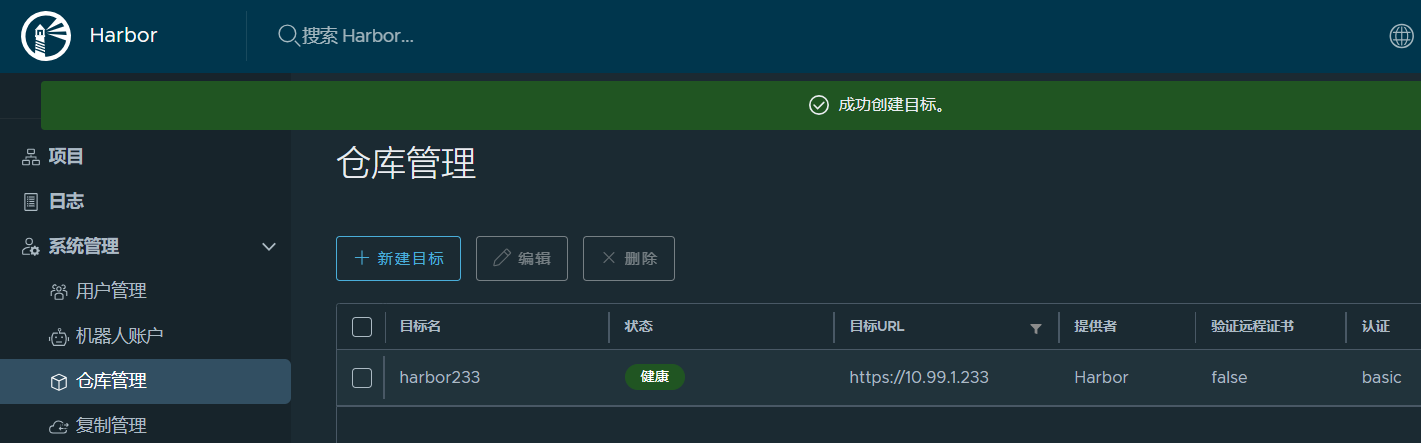 Harbor
搜索 Harbor...
成功创建目标。
项目
日志
系统管理
用户管理
机器人账户
仓库管理
复制管理
仓库管理
新建目标 编辑 删除
目标名 状态 目标URL 提供者 验证远程证书 认证
harbor233 健康 https://10.99.1.233 Harbor false basic